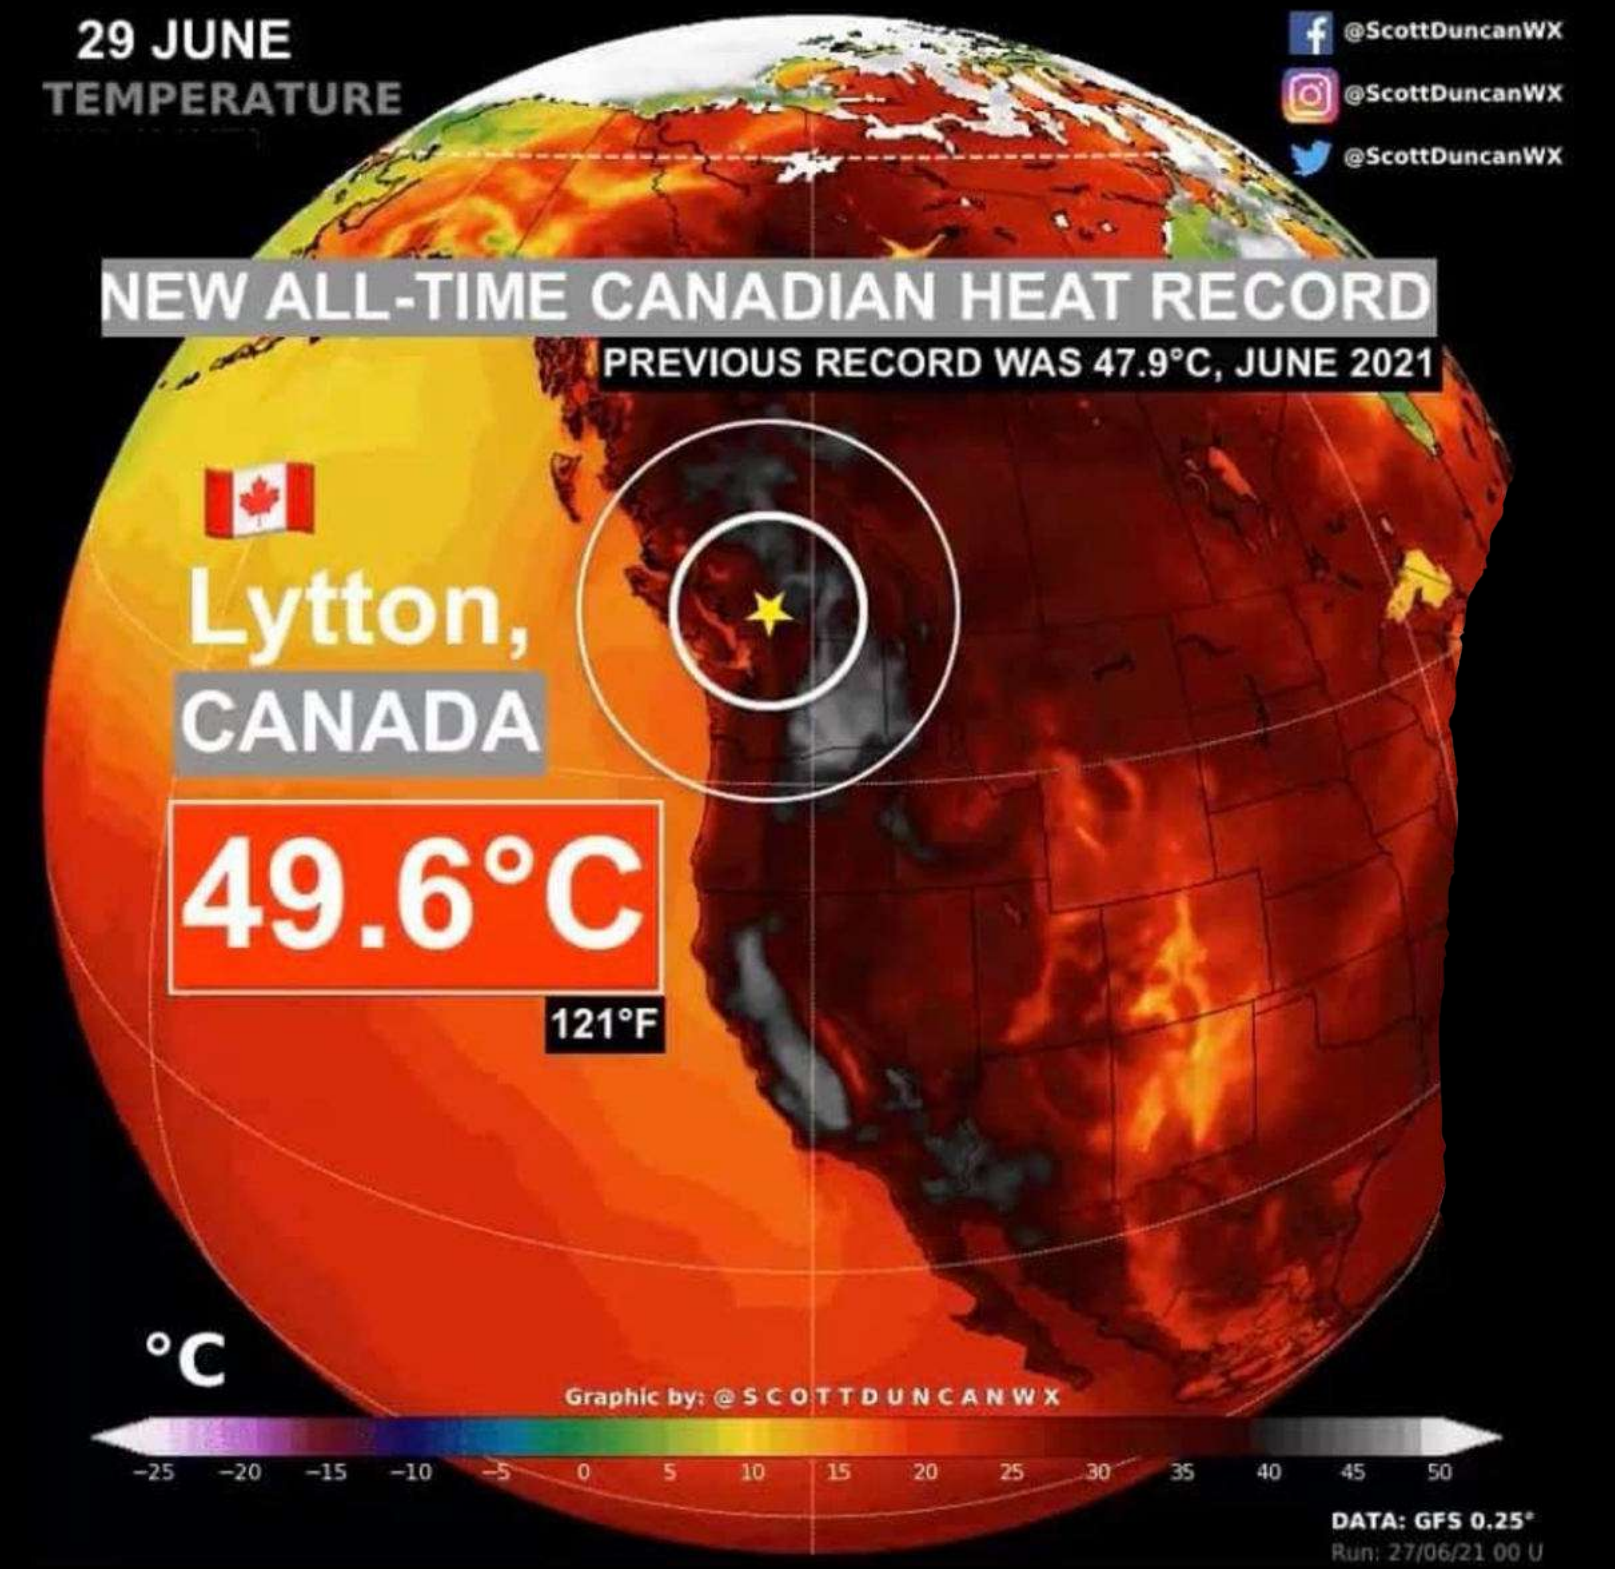 29 JUNE
TEMPERATURE
@ScottDuncanWX
@ScottDuncanWX
@ScottDuncanWX
NEW ALL-TIME CANADIAN HEAT RECORD
PREVIOUS RECORD WAS 47.9°C, JUNE 2021
Lytton,
CANADA
49.6°C
121°F
°C
Graphic by: @SCOTTDUNCANWX
-25 -20 -15 -10 -5 0 5 10 15 20 25 30 35 40 45 50
DATA: GFS 0.25°
Run: 27/06/21 00 U